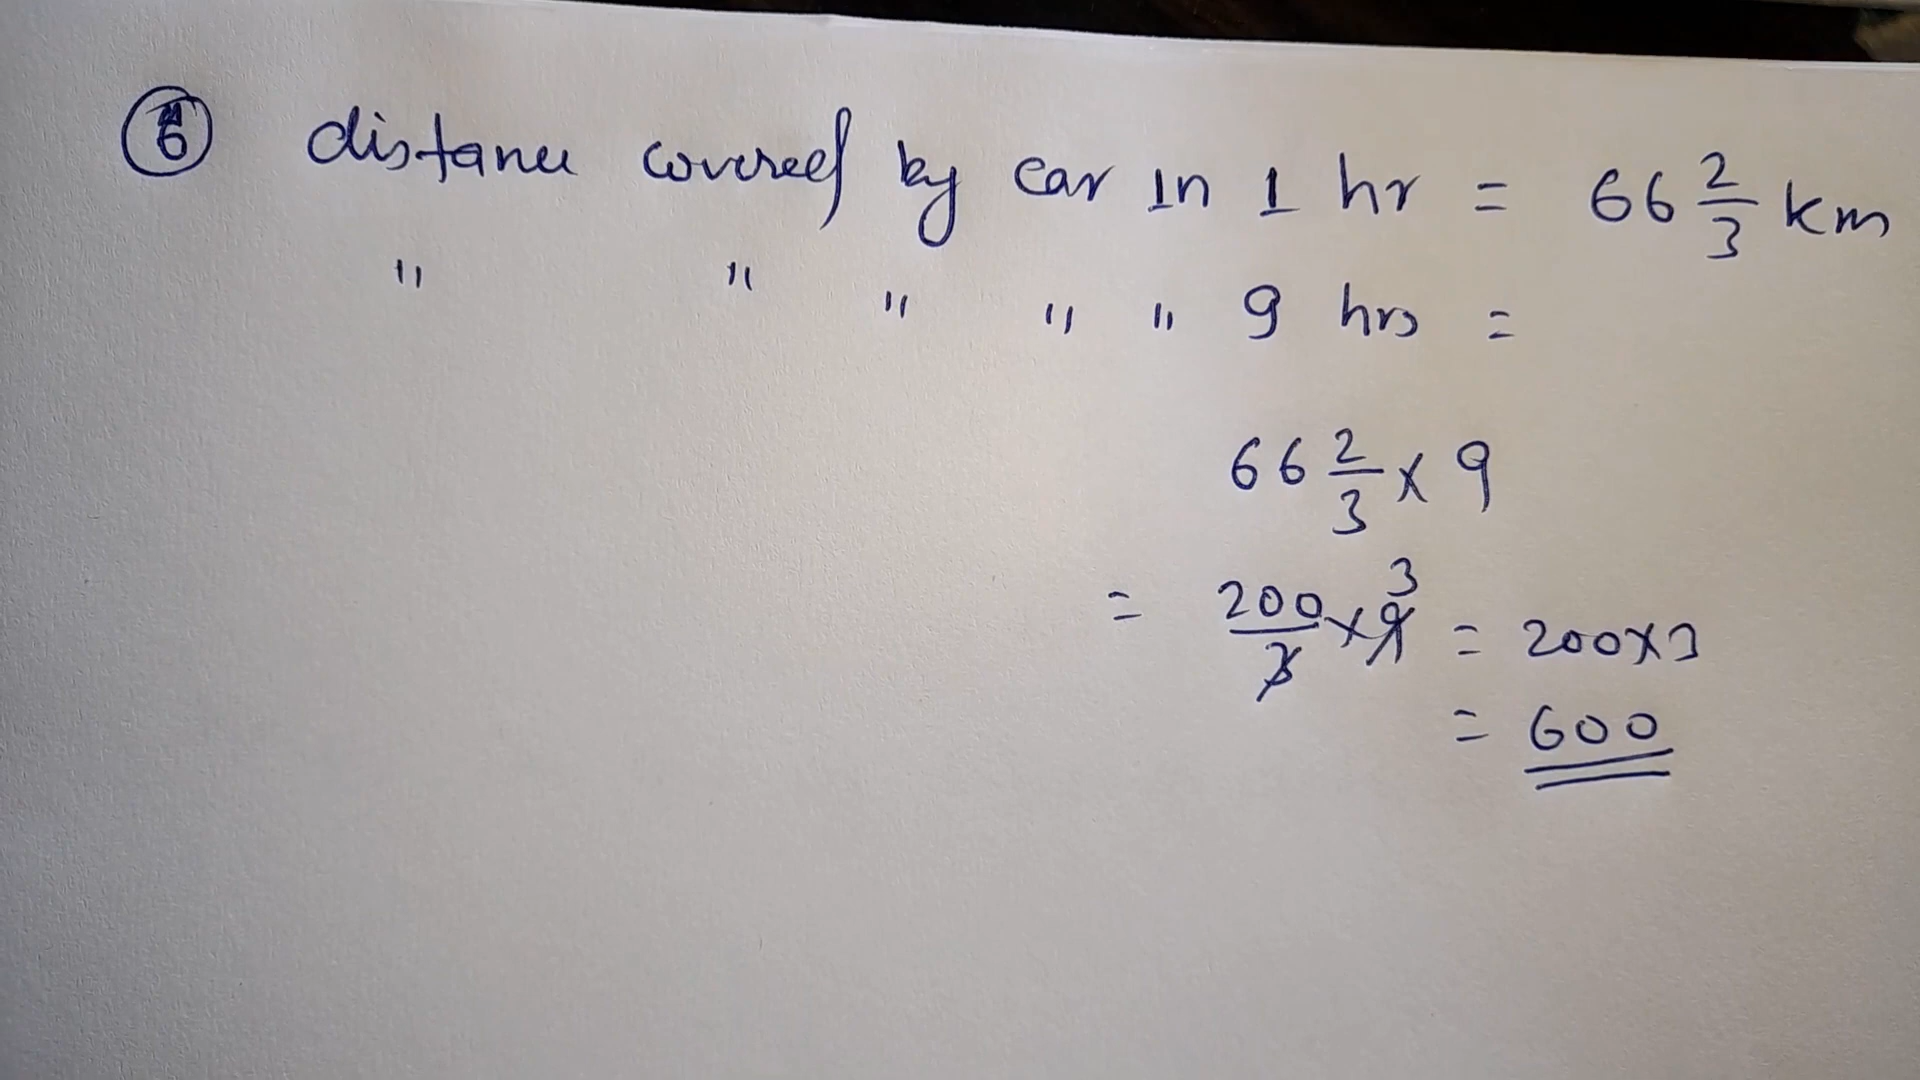 6 distance covered by car in 1 hr = 66 2/3 km
" " " " " 9 hrs =
66 2/3 x 9
= 200/3 x 9 3 = 200x3
= 600